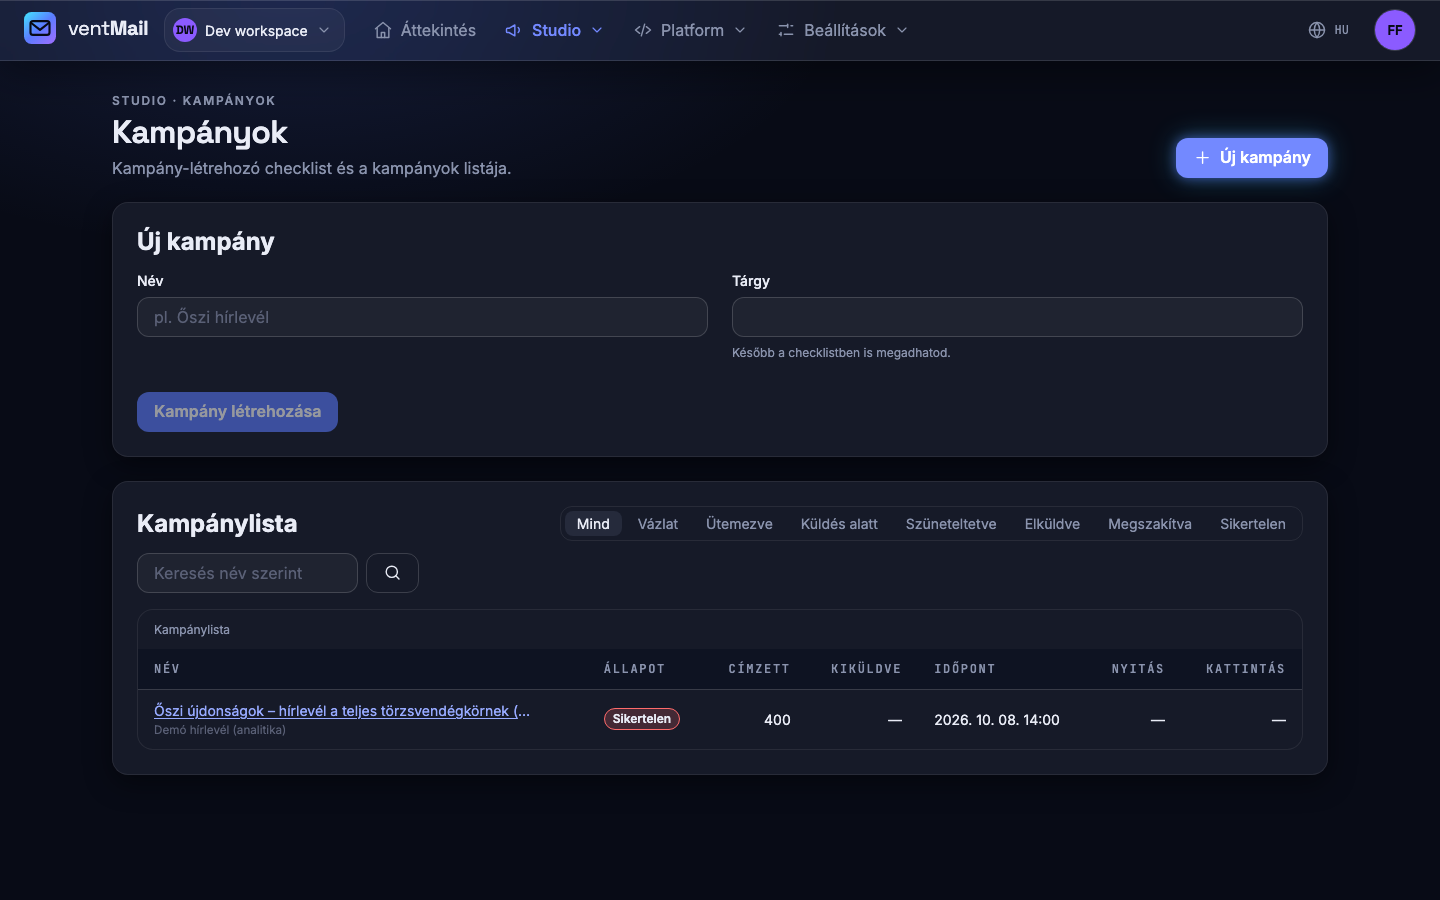 ventMail
DW Dev workspace
Áttekintés
Studio
Platform
Beállítások
HU
FF
STUDIO · KAMPÁNYOK
Kampányok
Kampány-létrehozó checklist és a kampányok listája.
Új kampány
Új kampány
Név
Tárgy
pl. Őszi hírlevél
Később a checklistben is megadhatod.
Kampány létrehozása
Kampánylista
Mind Vázlat Ütemezve Küldés alatt Szüneteltetve Elküldve Megszakítva Sikertelen
Keresés név szerint
Kampánylista
NÉV ÁLLAPOT CÍMZETT KIKÜLDVE IDŐPONT NYITÁS KATTINTÁS
Őszi újdonságok – hírlevél a teljes törzsvendégkörnek (... Sikertelen 400 — 2026. 10. 08. 14:00 — —
Demó hírlevél (analitika)